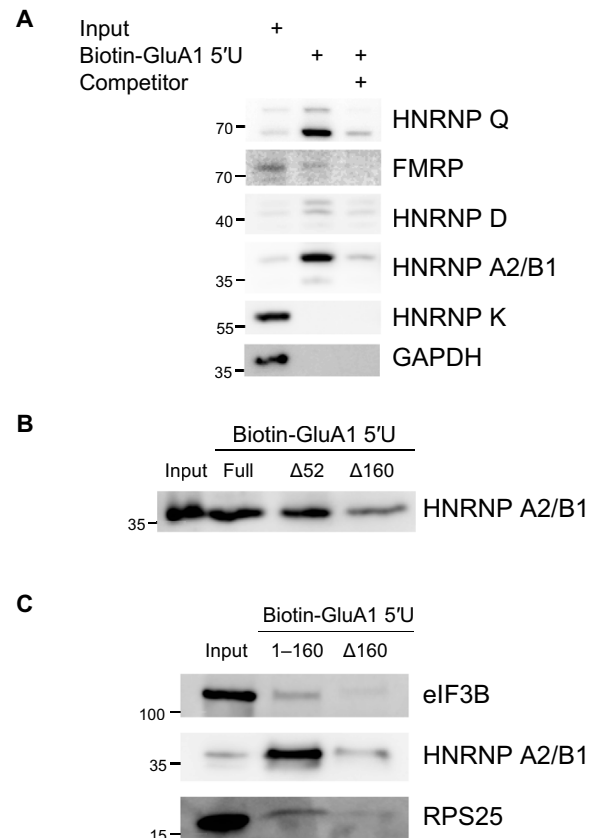 A
Input +
Biotin-GluA1 5′U + +
Competitor +
70 HNRNP Q
70 FMRP
40 HNRNP D
35 HNRNP A2/B1
55 HNRNP K
35 GAPDH
B
Biotin-GluA1 5′U
Input Full Δ52 Δ160
35 HNRNP A2/B1
C
Biotin-GluA1 5′U
Input 1–160 Δ160
100 eIF3B
35 HNRNP A2/B1
15 RPS25